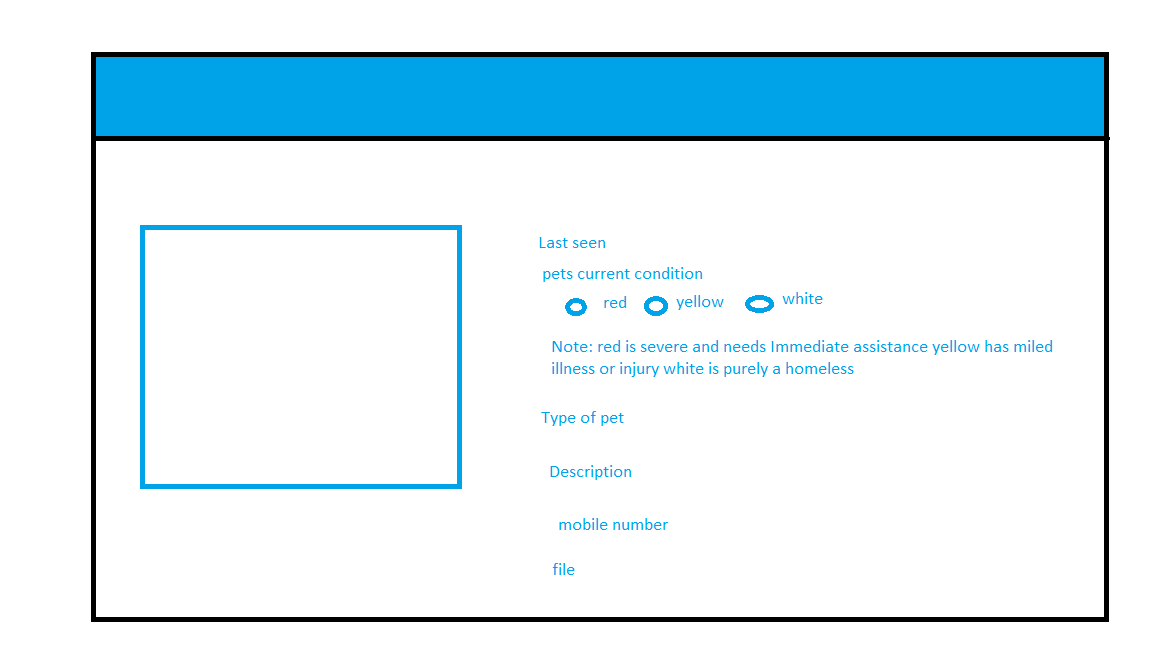 Last seen
pets current condition
red yellow white
Note: red is severe and needs Immediate assistance yellow has miled
illness or injury white is purely a homeless
Type of pet
Description
mobile number
file